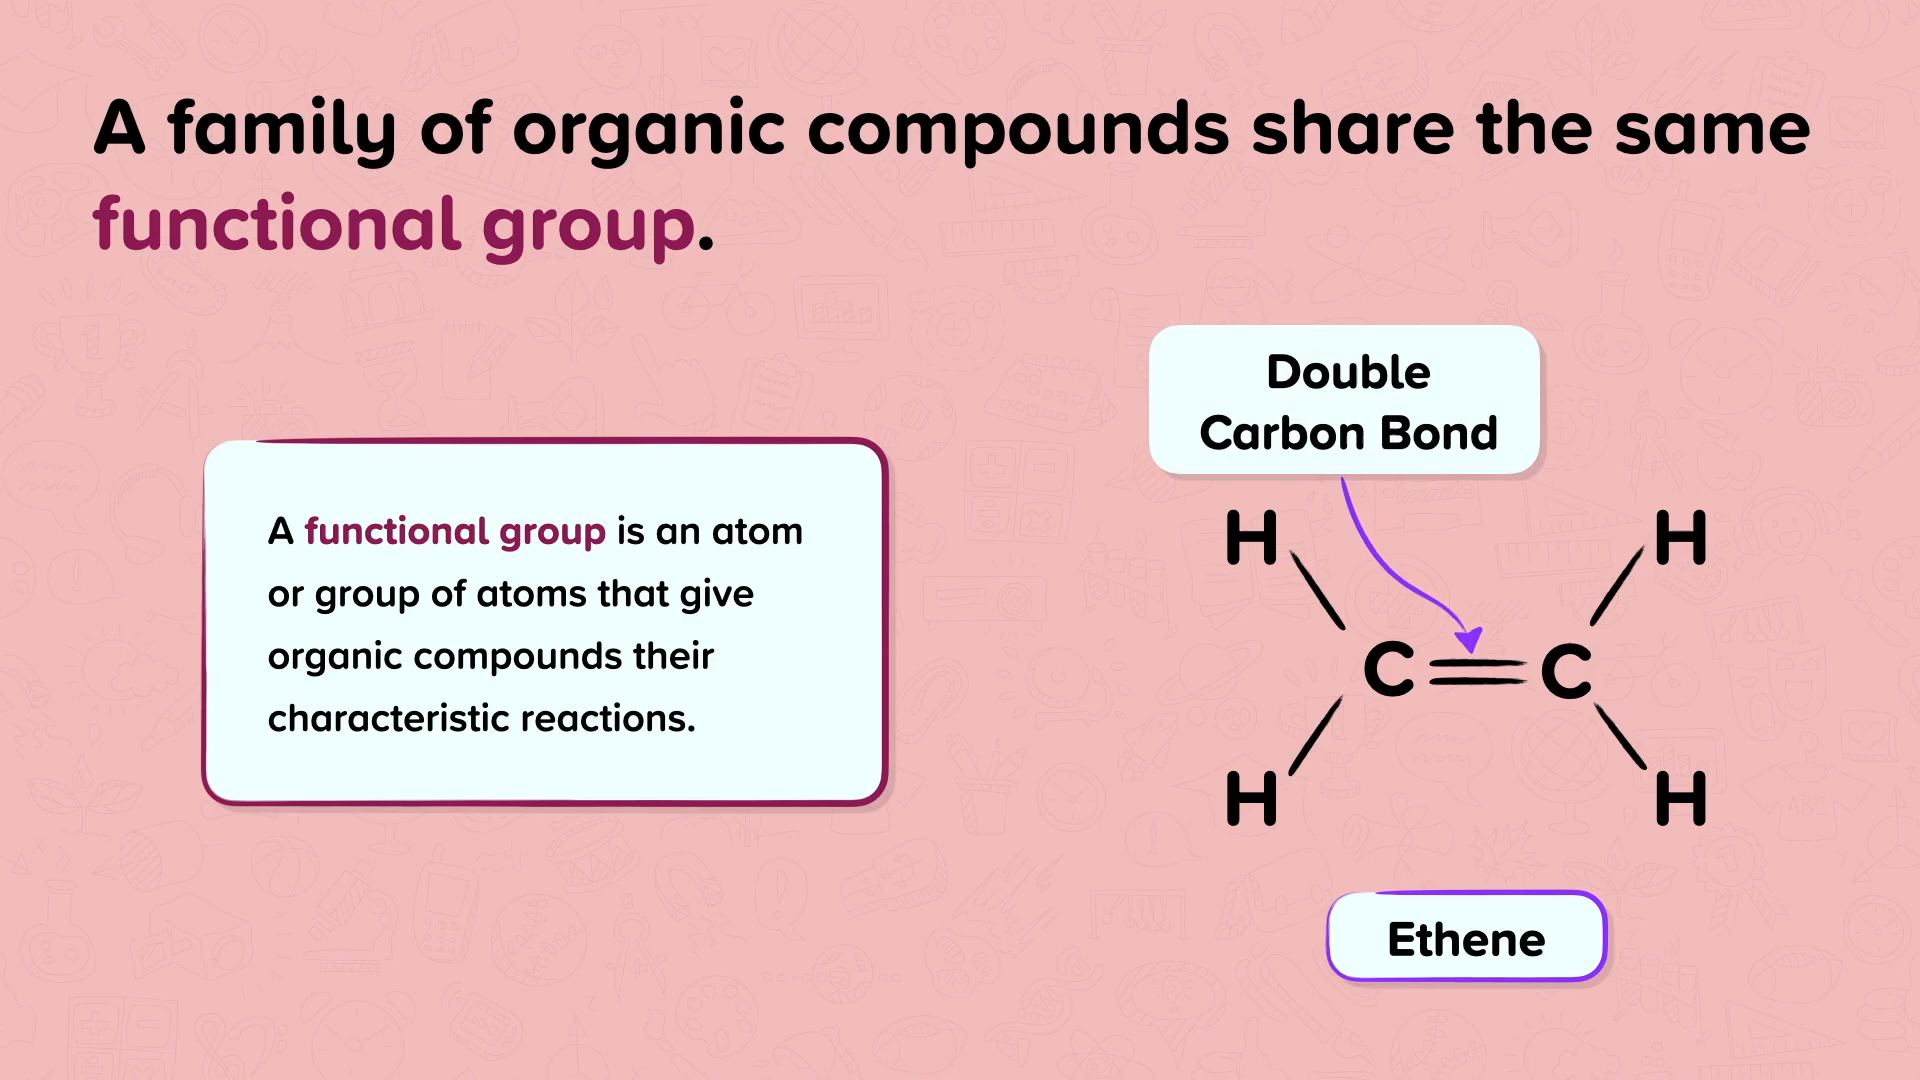 A family of organic compounds share the same
functional group.
A functional group is an atom
or group of atoms that give
organic compounds their
characteristic reactions.
Double
Carbon Bond
H H
C C
H H
Ethene